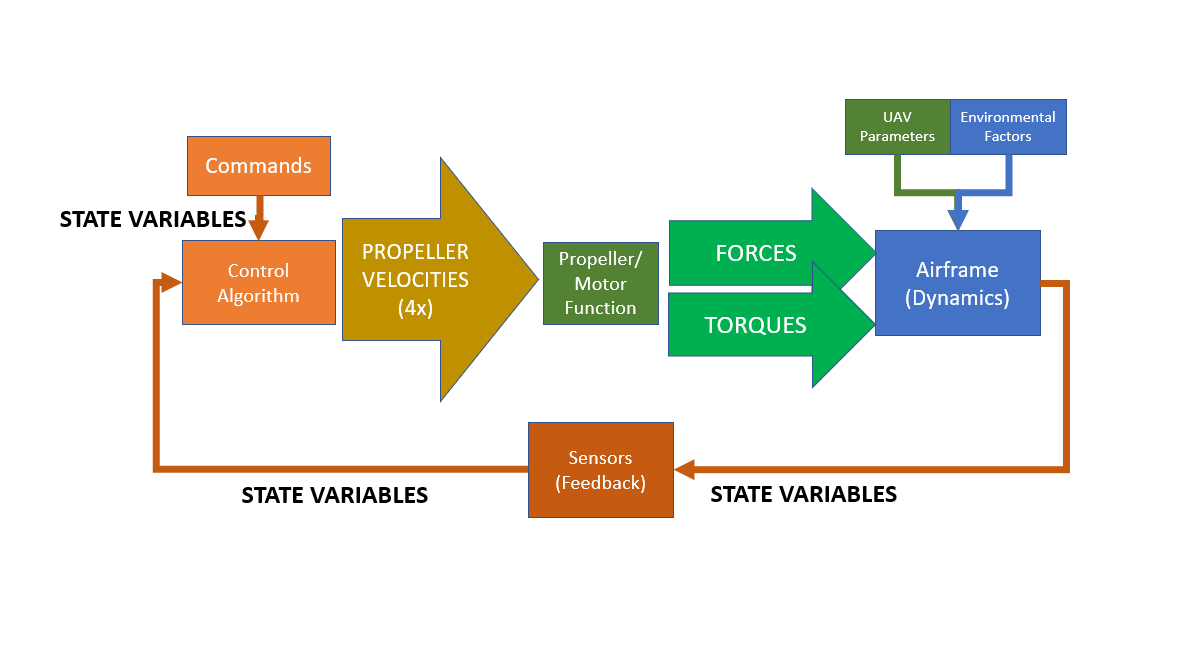 UAV
Parameters
Environmental
Factors
Commands
STATE VARIABLES
Control
Algorithm
PROPELLER
VELOCITIES
(4x)
Propeller/
Motor
Function
FORCES
TORQUES
Airframe
(Dynamics)
Sensors
(Feedback)
STATE VARIABLES
STATE VARIABLES